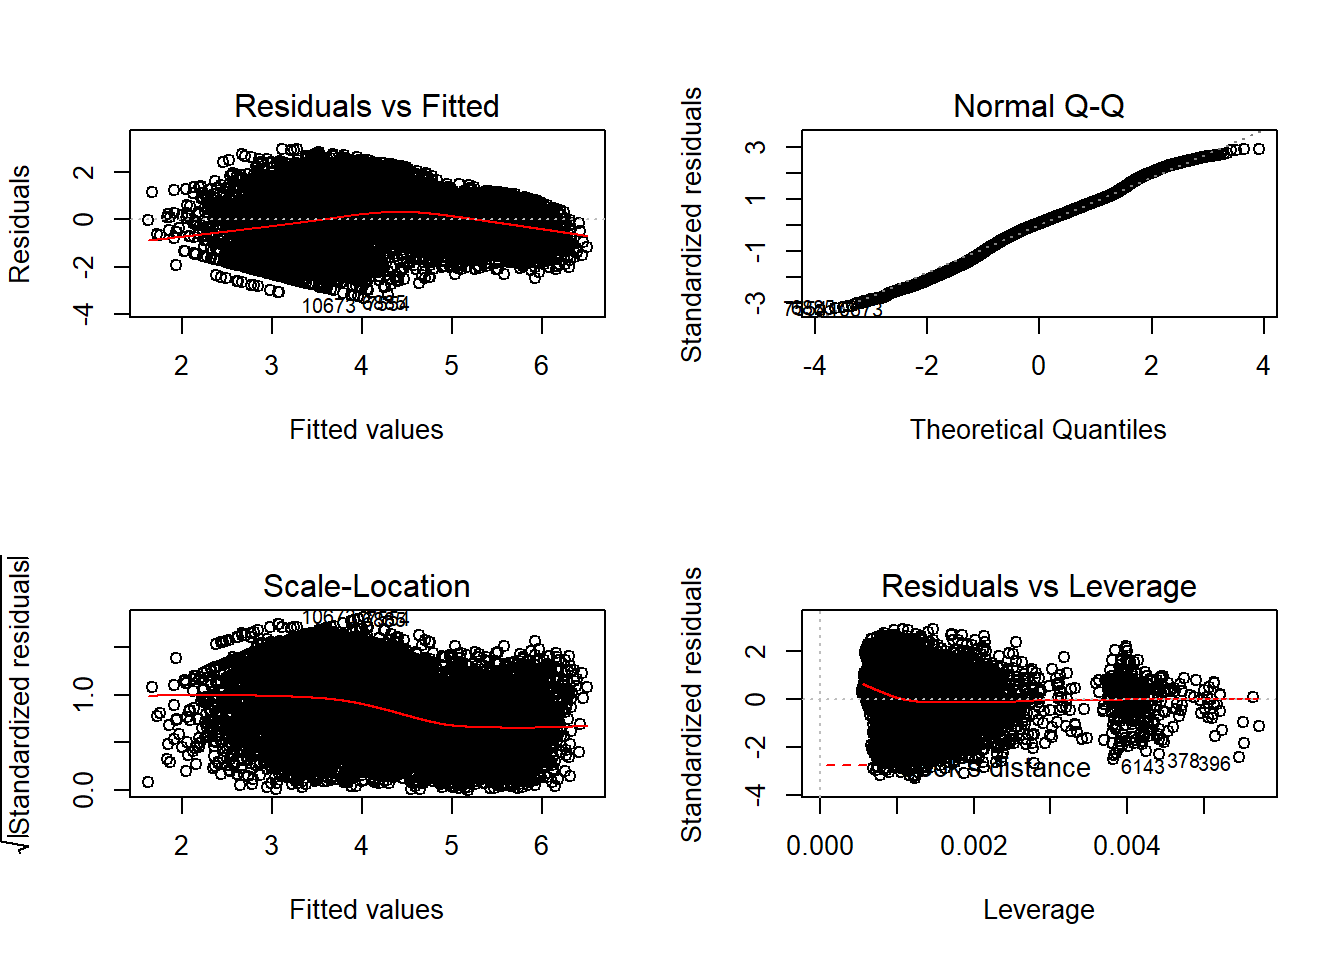 Residuals vs Fitted
Residuals
2
0
-2
-4
10673
2
3
4
5
6
Fitted values
Normal Q-Q
Standardized residuals
3
1
-1
-3
-4
-2
0
2
4
Theoretical Quantiles
Scale-Location
√|Standardized residuals|
1.0
0.0
10673
2
3
4
5
6
Fitted values
Residuals vs Leverage
Standardized residuals
2
0
-2
-4
distance
6143
378
396
0.000
0.002
0.004
Leverage